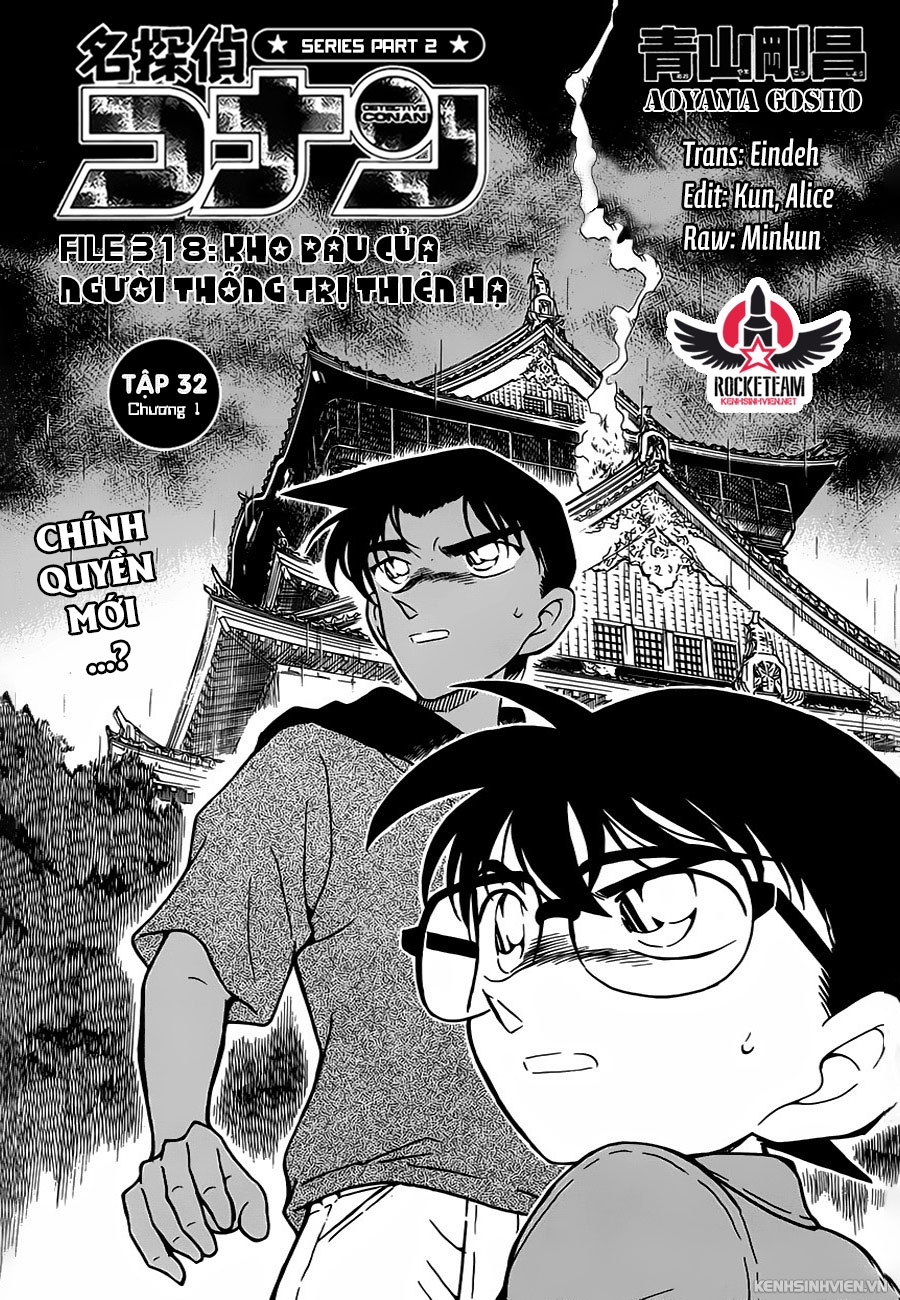 名探偵
★ SERIES PART 2 ★
コナン
DETECTIVE CONAN
FILE 318: KHO BÁU CỦA
NGƯỜI THỐNG TRỊ THIÊN HẠ
TẬP 32
Chương 1
青山剛昌
AOYAMA GOSHO
Trans: Eindeh
Edit: Kun, Alice
Raw: Minkun
ROCKETEAM
KENHSINHVIEN.NET
CHÍNH
QUYỀN
MỚI
...?
KENHSINHVIEN.VN